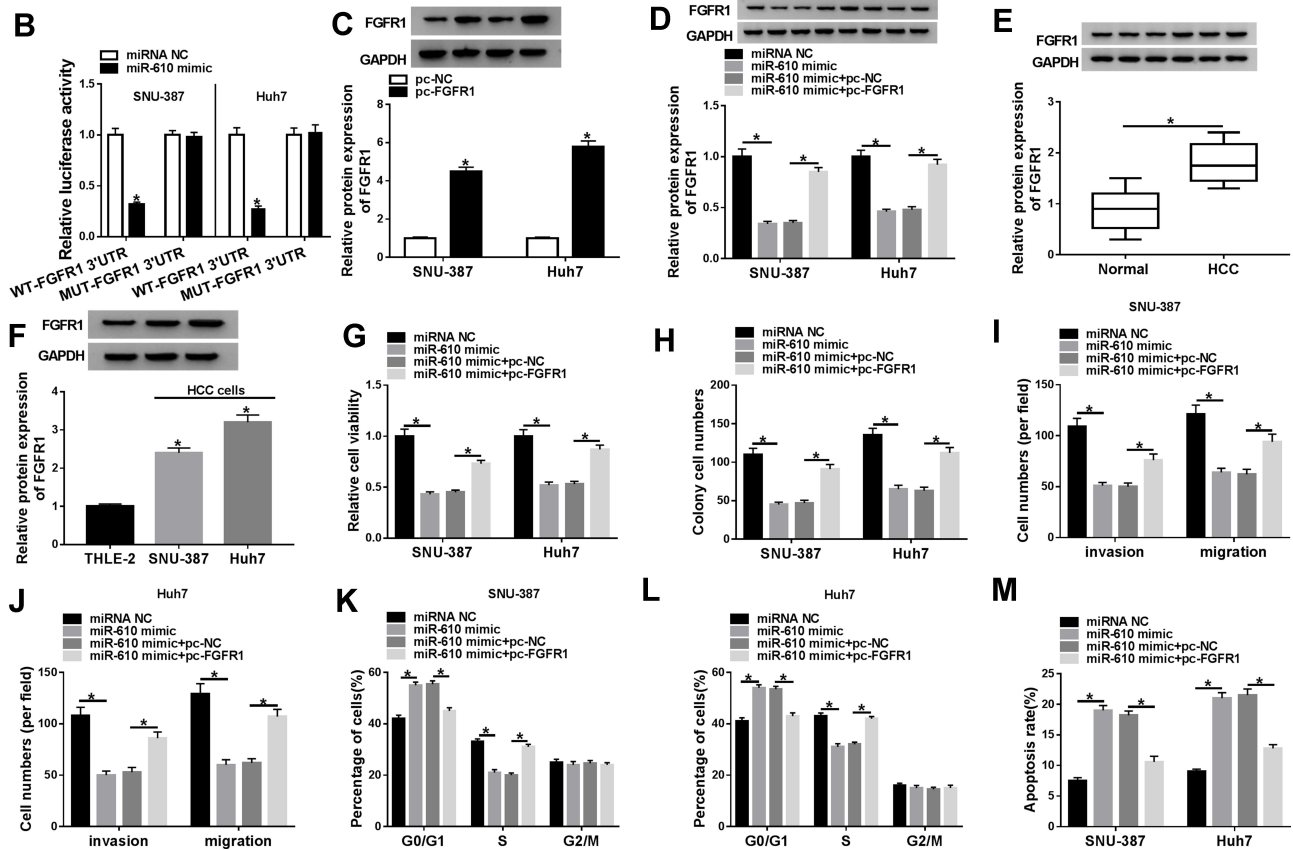 B
miRNA NC
miR-610 mimic
Relative luciferase activity
1.5
1.0
0.5
0.0
SNU-387
Huh7
*
*
WT-FGFR1 3'UTR
MUT-FGFR1 3'UTR
WT-FGFR1 3'UTR
MUT-FGFR1 3'UTR
C
FGFR1
GAPDH
pc-NC
pc-FGFR1
Relative protein expression
of FGFR1
8
6
4
2
0
*
*
SNU-387
Huh7
D
FGFR1
GAPDH
miRNA NC
miR-610 mimic
miR-610 mimic+pc-NC
miR-610 mimic+pc-FGFR1
Relative protein expression
of FGFR1
1.5
1.0
0.5
0.0
*
*
*
*
SNU-387
Huh7
E
FGFR1
GAPDH
Relative protein expression
of FGFR1
3
2
1
0
*
Normal
HCC
F
FGFR1
GAPDH
Relative protein expression
of FGFR1
4
3
2
1
0
HCC cells
*
*
THLE-2
SNU-387
Huh7
G
miRNA NC
miR-610 mimic
miR-610 mimic+pc-NC
miR-610 mimic+pc-FGFR1
Relative cell viability
1.5
1.0
0.5
0.0
*
*
*
*
SNU-387
Huh7
H
miRNA NC
miR-610 mimic
miR-610 mimic+pc-NC
miR-610 mimic+pc-FGFR1
Colony cell numbers
200
150
100
50
0
*
*
*
*
SNU-387
Huh7
I
SNU-387
miRNA NC
miR-610 mimic
miR-610 mimic+pc-NC
miR-610 mimic+pc-FGFR1
Cell numbers (per field)
150
100
50
0
*
*
*
*
invasion
migration
J
Huh7
miRNA NC
miR-610 mimic
miR-610 mimic+pc-NC
miR-610 mimic+pc-FGFR1
Cell numbers (per field)
150
100
50
0
*
*
*
*
invasion
migration
K
SNU-387
miRNA NC
miR-610 mimic
miR-610 mimic+pc-NC
miR-610 mimic+pc-FGFR1
Percentage of cells(%)
60
40
20
0
*
*
*
*
G0/G1
S
G2/M
L
Huh7
miRNA NC
miR-610 mimic
miR-610 mimic+pc-NC
miR-610 mimic+pc-FGFR1
Percentage of cells(%)
60
40
20
0
*
*
*
*
G0/G1
S
G2/M
M
miRNA NC
miR-610 mimic
miR-610 mimic+pc-NC
miR-610 mimic+pc-FGFR1
Apoptosis rate(%)
25
20
15
10
5
0
*
*
*
*
SNU-387
Huh7